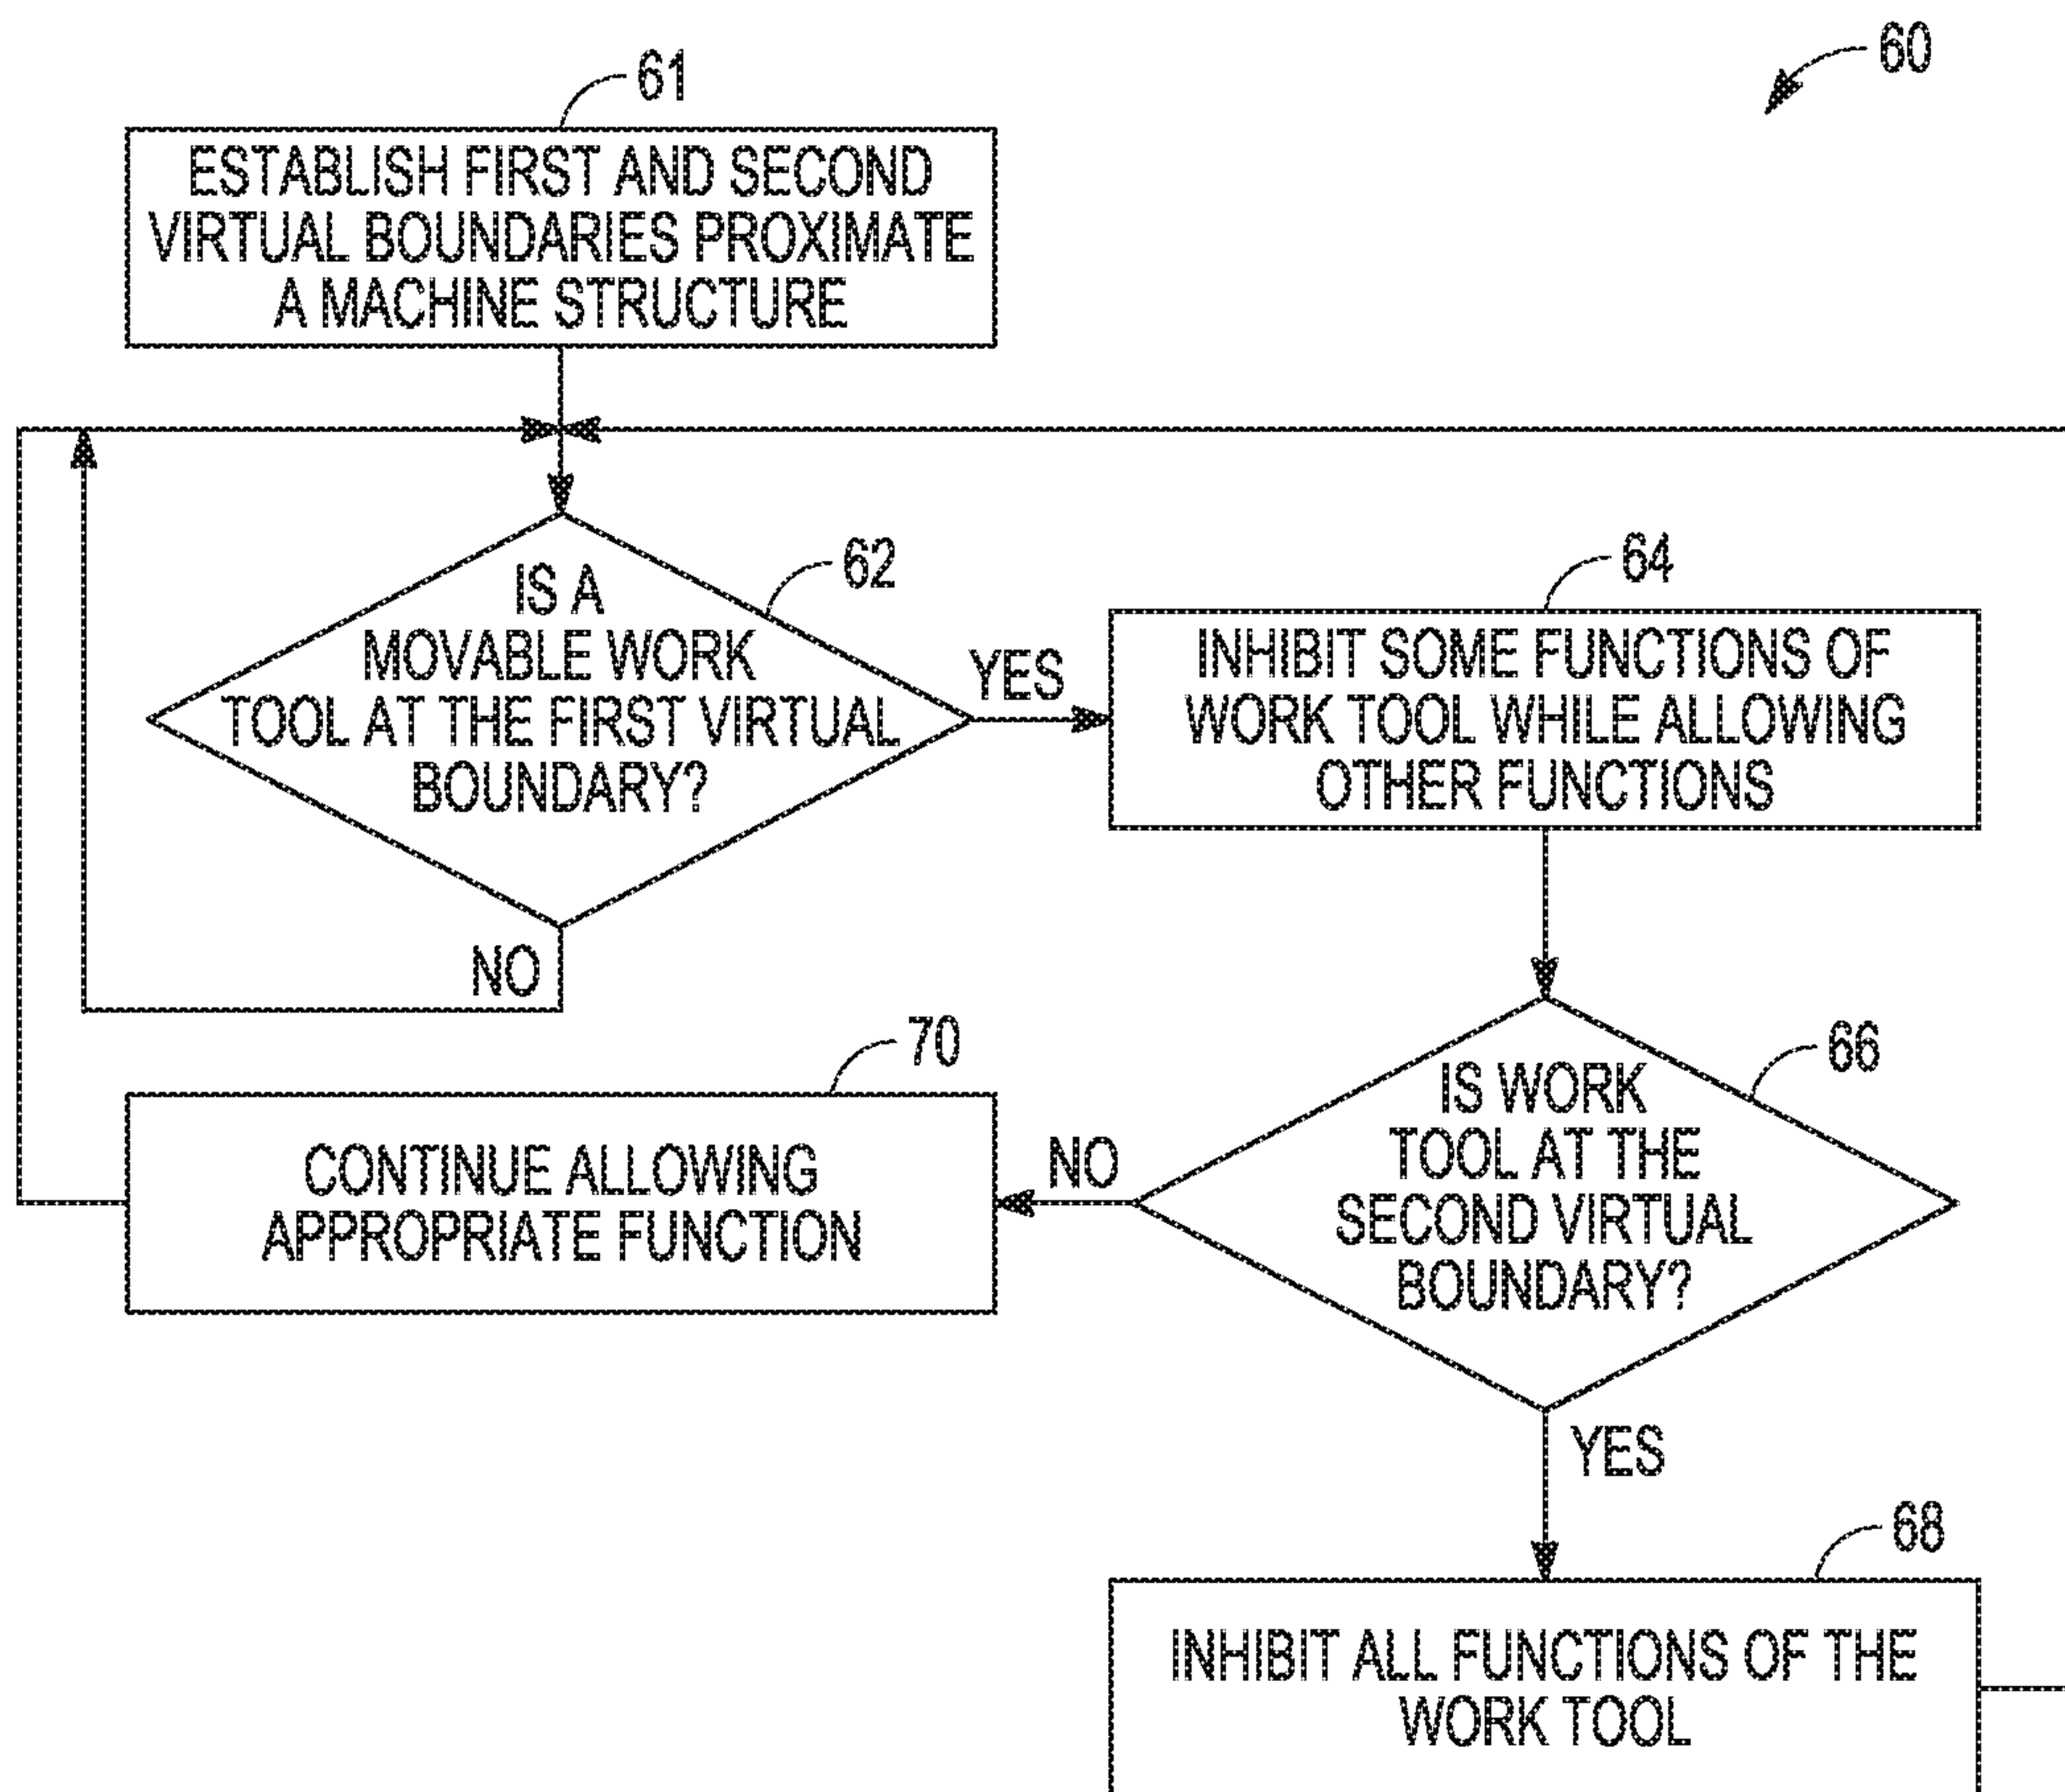 60
61
ESTABLISH FIRST AND SECOND
VIRTUAL BOUNDARIES PROXIMATE
A MACHINE STRUCTURE
62
IS A
MOVABLE WORK
TOOL AT THE FIRST VIRTUAL
BOUNDARY?
YES
NO
64
INHIBIT SOME FUNCTIONS OF
WORK TOOL WHILE ALLOWING
OTHER FUNCTIONS
66
IS WORK
TOOL AT THE
SECOND VIRTUAL
BOUNDARY?
NO
YES
70
CONTINUE ALLOWING
APPROPRIATE FUNCTION
68
INHIBIT ALL FUNCTIONS OF THE
WORK TOOL